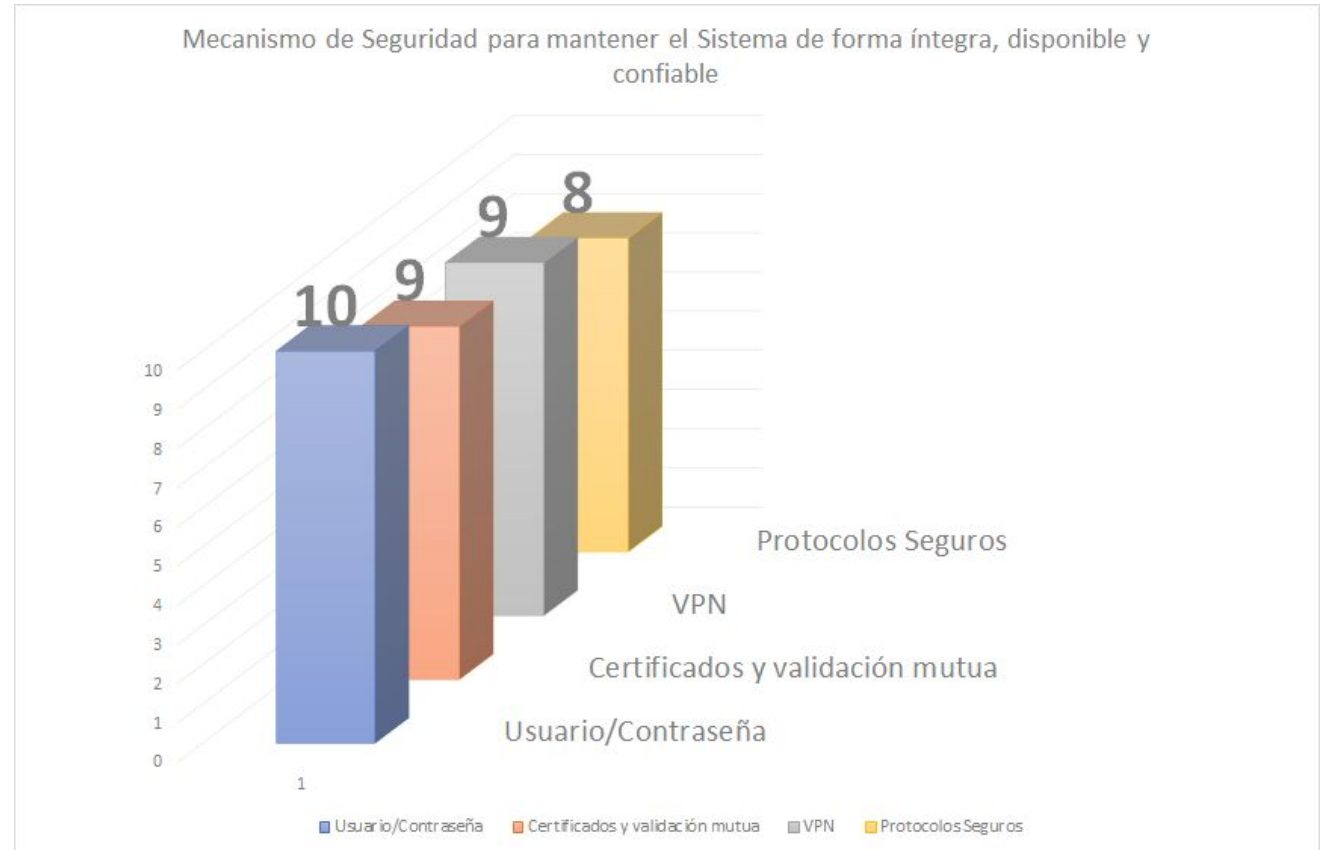 Mecanismo de Seguridad para mantener el Sistema de forma íntegra, disponible y
confiable
8
9
9
10
10
9
8
7
6
5
4
3
2
1
0
Protocolos Seguros
VPN
Certificados y validación mutua
Usuario/Contraseña
1
Usuario/Contraseña Certificados y validación mutua VPN Protocolos Seguros